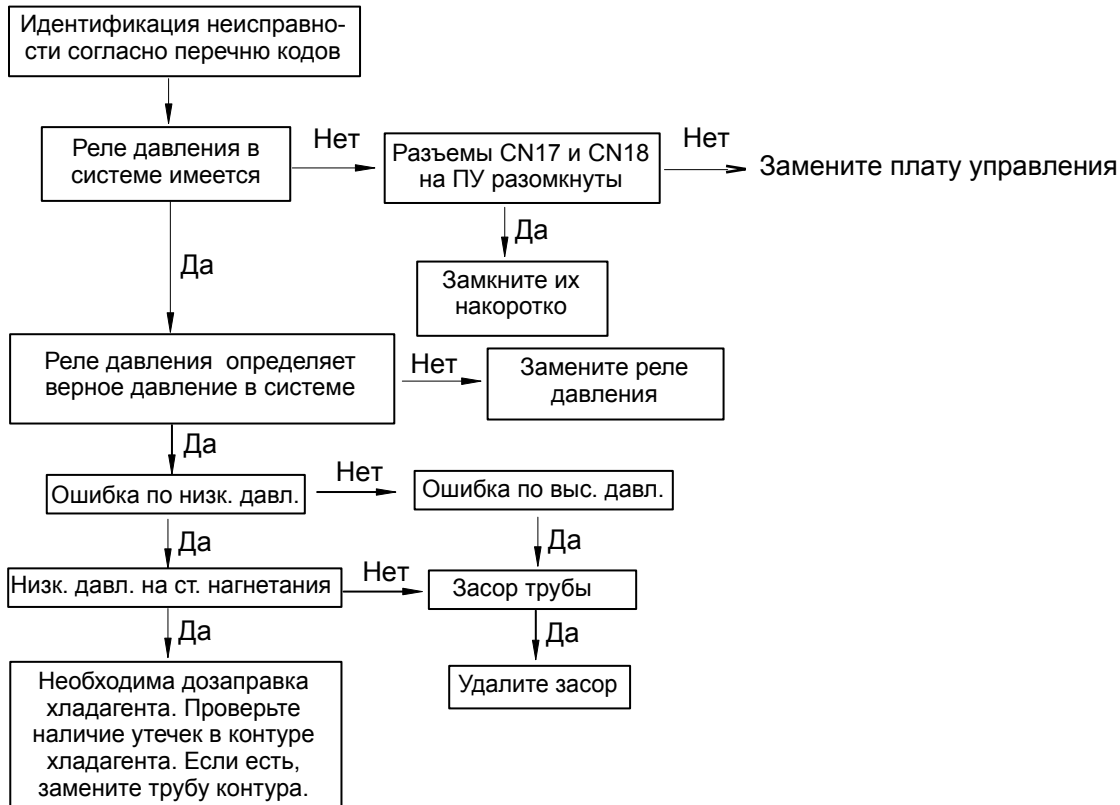 Идентификация неисправно-
сти согласно перечню кодов
Реле давления в
системе имеется
Нет
Разъемы CN17 и CN18
на ПУ разомкнуты
Нет
Замените плату управления
Да
Замкните их
накоротко
Да
Реле давления определяет
верное давление в системе
Нет
Замените реле
давления
Да
Ошибка по низк. давл.
Нет
Ошибка по выс. давл.
Да
Да
Низк. давл. на ст. нагнетания
Нет
Засор трубы
Да
Да
Необходима дозаправка
хладагента. Проверьте
наличие утечек в контуре
хладагента. Если есть,
замените трубу контура.
Удалите засор